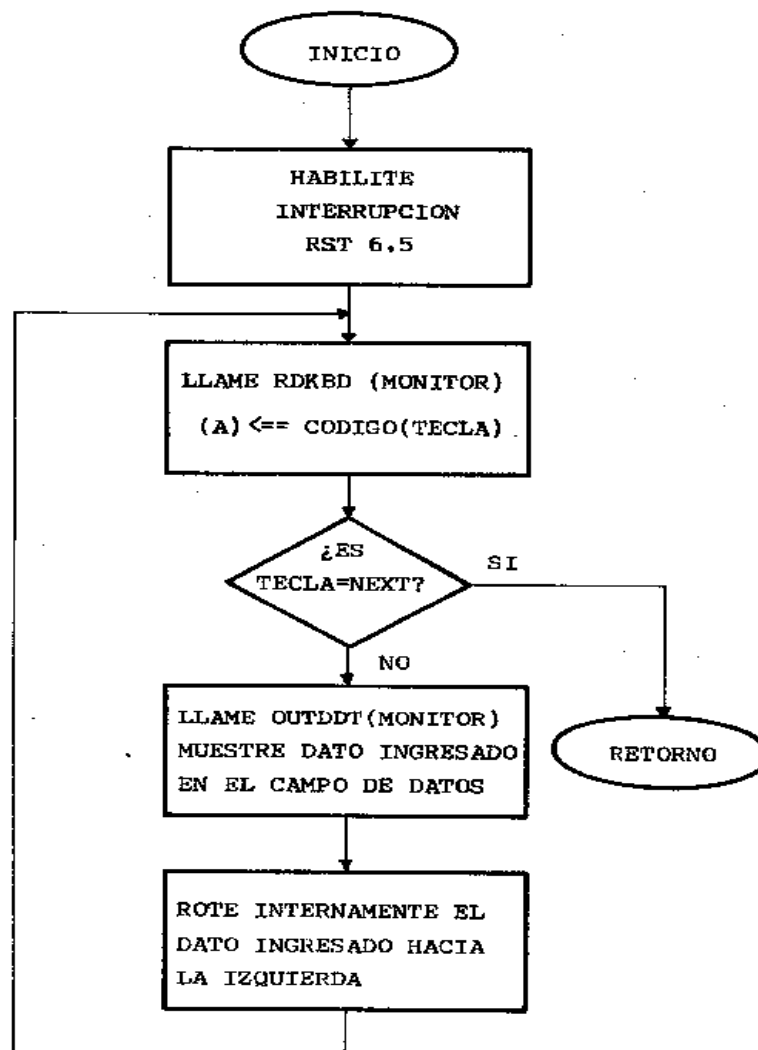 INICIO
HABILITE
INTERRUPCION
RST 6.5
LLAME RDKBD (MONITOR)
(A) <== CODIGO(TECLA)
¿ES
TECLA=NEXT?
SI
NO
LLAME OUTDDT(MONITOR)
MUESTRE DATO INGRESADO
EN EL CAMPO DE DATOS
RETORNO
ROTE INTERNAMENTE EL
DATO INGRESADO HACIA
LA IZQUIERDA